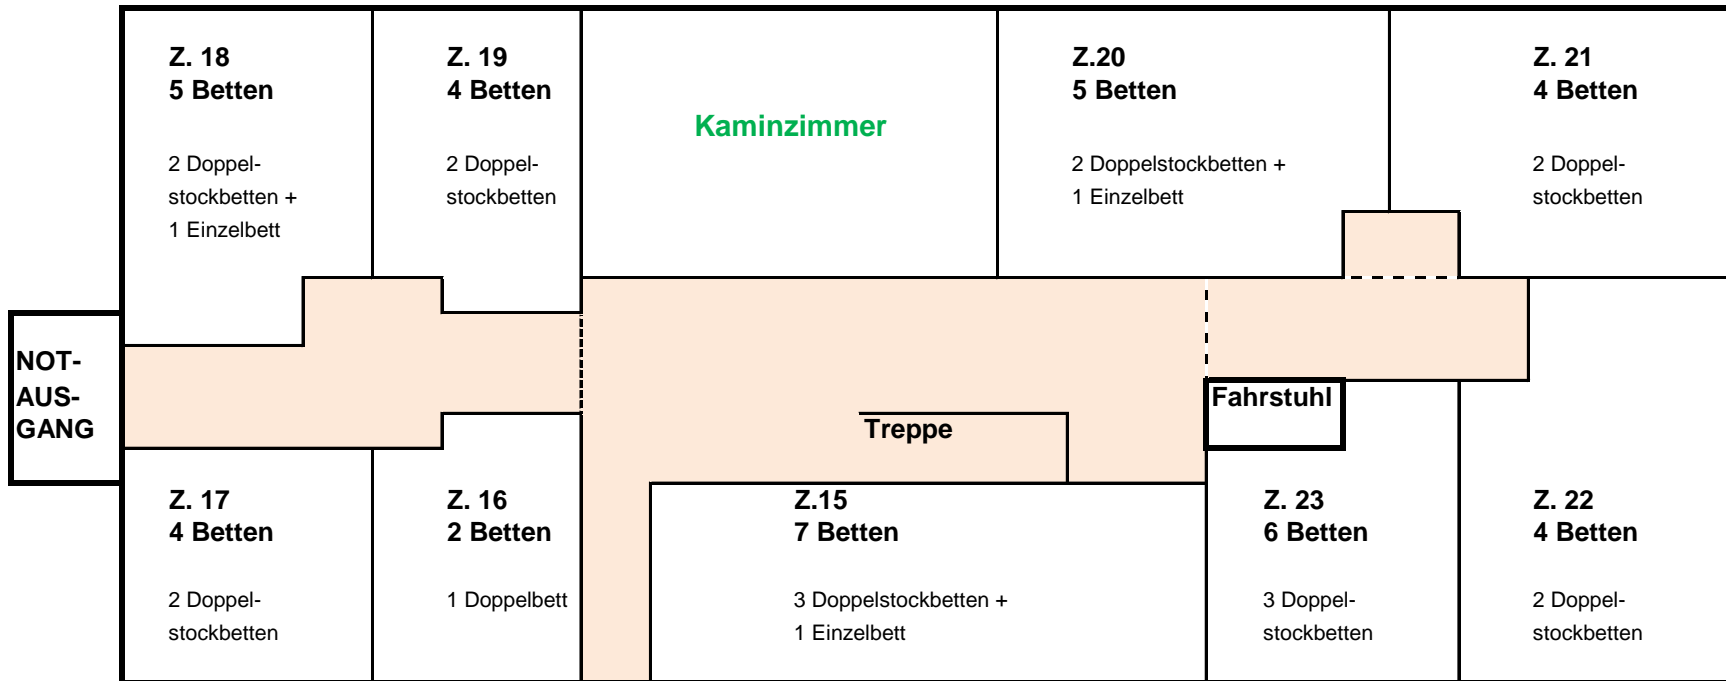 Z. 18
5 Betten
2 Doppel-
stockbetten +
1 Einzelbett
Z. 19
4 Betten
2 Doppel-
stockbetten
Kaminzimmer
Z.20
5 Betten
2 Doppelstockbetten +
1 Einzelbett
Z. 21
4 Betten
2 Doppel-
stockbetten
NOT-
AUS-
GANG
Treppe
Fahrstuhl
Z. 17
4 Betten
2 Doppel-
stockbetten
Z. 16
2 Betten
1 Doppelbett
Z.15
7 Betten
3 Doppelstockbetten +
1 Einzelbett
Z. 23
6 Betten
3 Doppel-
stockbetten
Z. 22
4 Betten
2 Doppel-
stockbetten